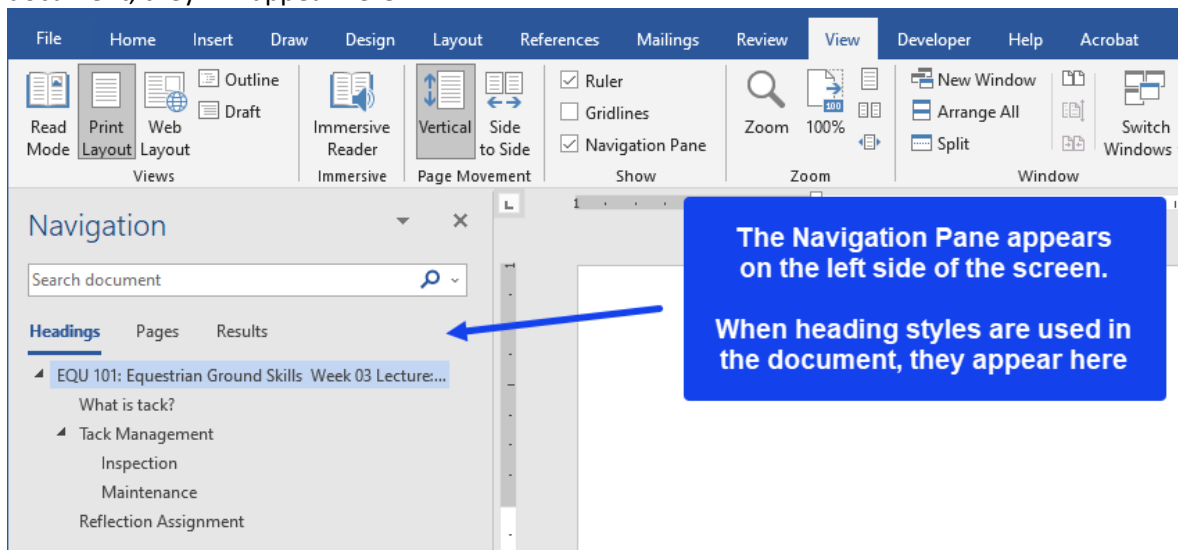 File Home Insert Draw Design Layout References Mailings Review View Developer Help Acrobat
Read Mode
Print Layout
Web Layout
Outline
Draft
Views
Immersive Reader
Immersive
Vertical
Side to Side
Page Movement
Ruler
Gridlines
Navigation Pane
Show
Zoom
100
100%
Zoom
New Window
Arrange All
Split
Switch Windows
Window
Navigation
Search document
Headings Pages Results
EQU 101: Equestrian Ground Skills Week 03 Lecture:...
What is tack?
Tack Management
Inspection
Maintenance
Reflection Assignment
L
1
1
The Navigation Pane appears
on the left side of the screen.
When heading styles are used in
the document, they appear here